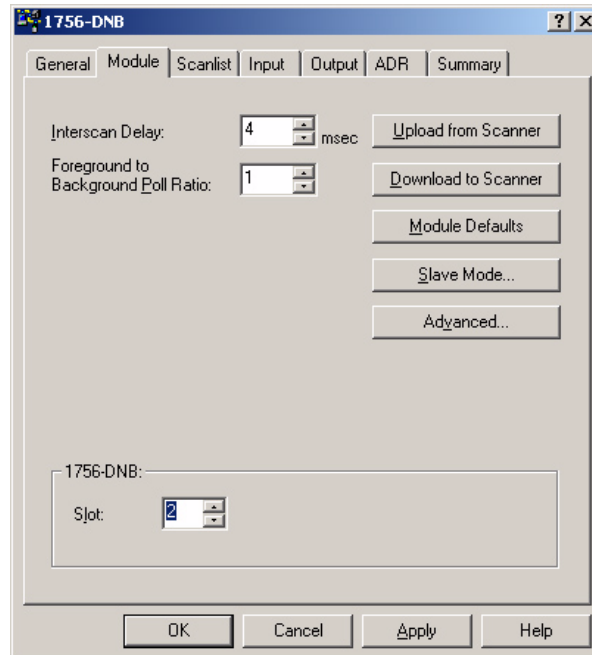 1756-DNB
General Module Scanlist Input Output ADR Summary
Interscan Delay: 4 msec Upload from Scanner
Foreground to
Background Poll Ratio: 1 Download to Scanner
Module Defaults
Slave Mode...
Advanced...
1756-DNB:
Slot: 2
OK Cancel Apply Help